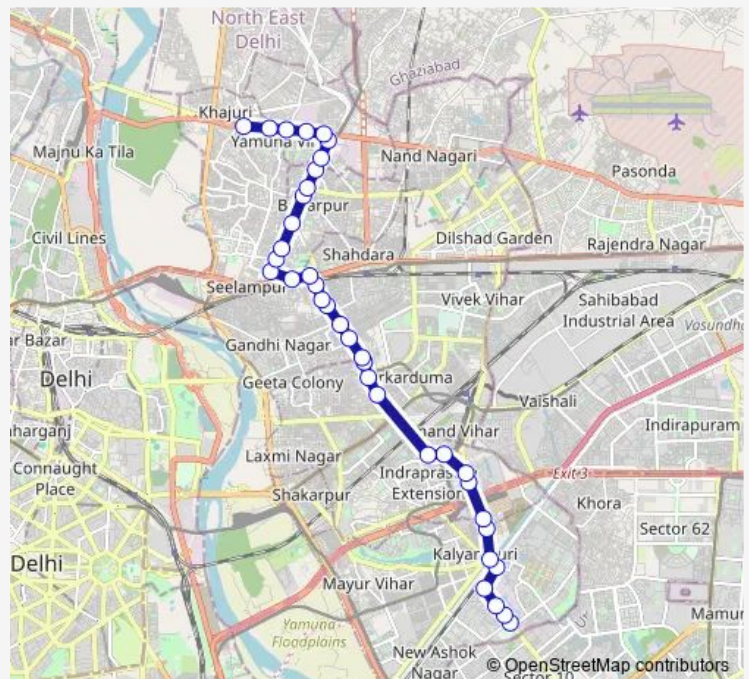 North East
Delhi
Ghaziabad
Khajuri
Majnu Ka Tila
Nand Nagari
Pasonda
Civil Lines
Dilshad Garden
Rajendra Nagar
Shahdara
Seelampur
Vivek Vihar
Sahibabad
Industrial Area
Gandhi Nagar
Delhi
Geeta Colony
Vaishali
Indirapuram
Laxmi Nagar
Connaught
Place
Shakarpur
Extension
Exit 3
Khora
Sector 62
Delhi
Mayur Vihar
Yamuna
Floodplains
New Ashok
Nagar
Sector 10
© OpenStreetMap contributors